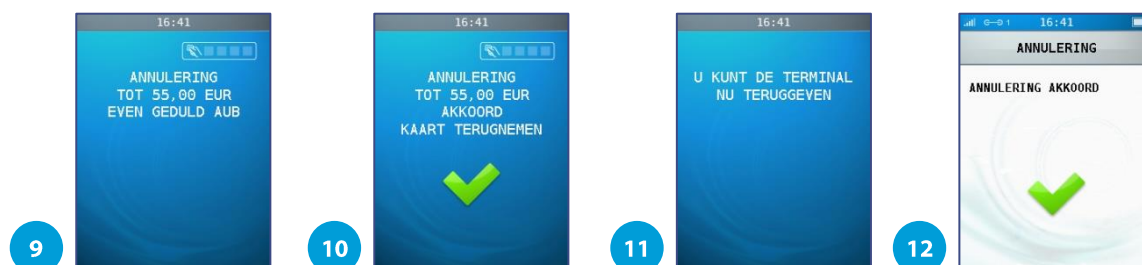 16:41
ANNULERING
TOT 55,00 EUR
EVEN GEDULD AUB
9
16:41
ANNULERING
TOT 55,00 EUR
AKKOORD
KAART TERUGNEMEN
10
16:41
U KUNT DE TERMINAL
NU TERUGGEVEN
11
1 16:41
ANNULERING
ANNULERING AKKOORD
12